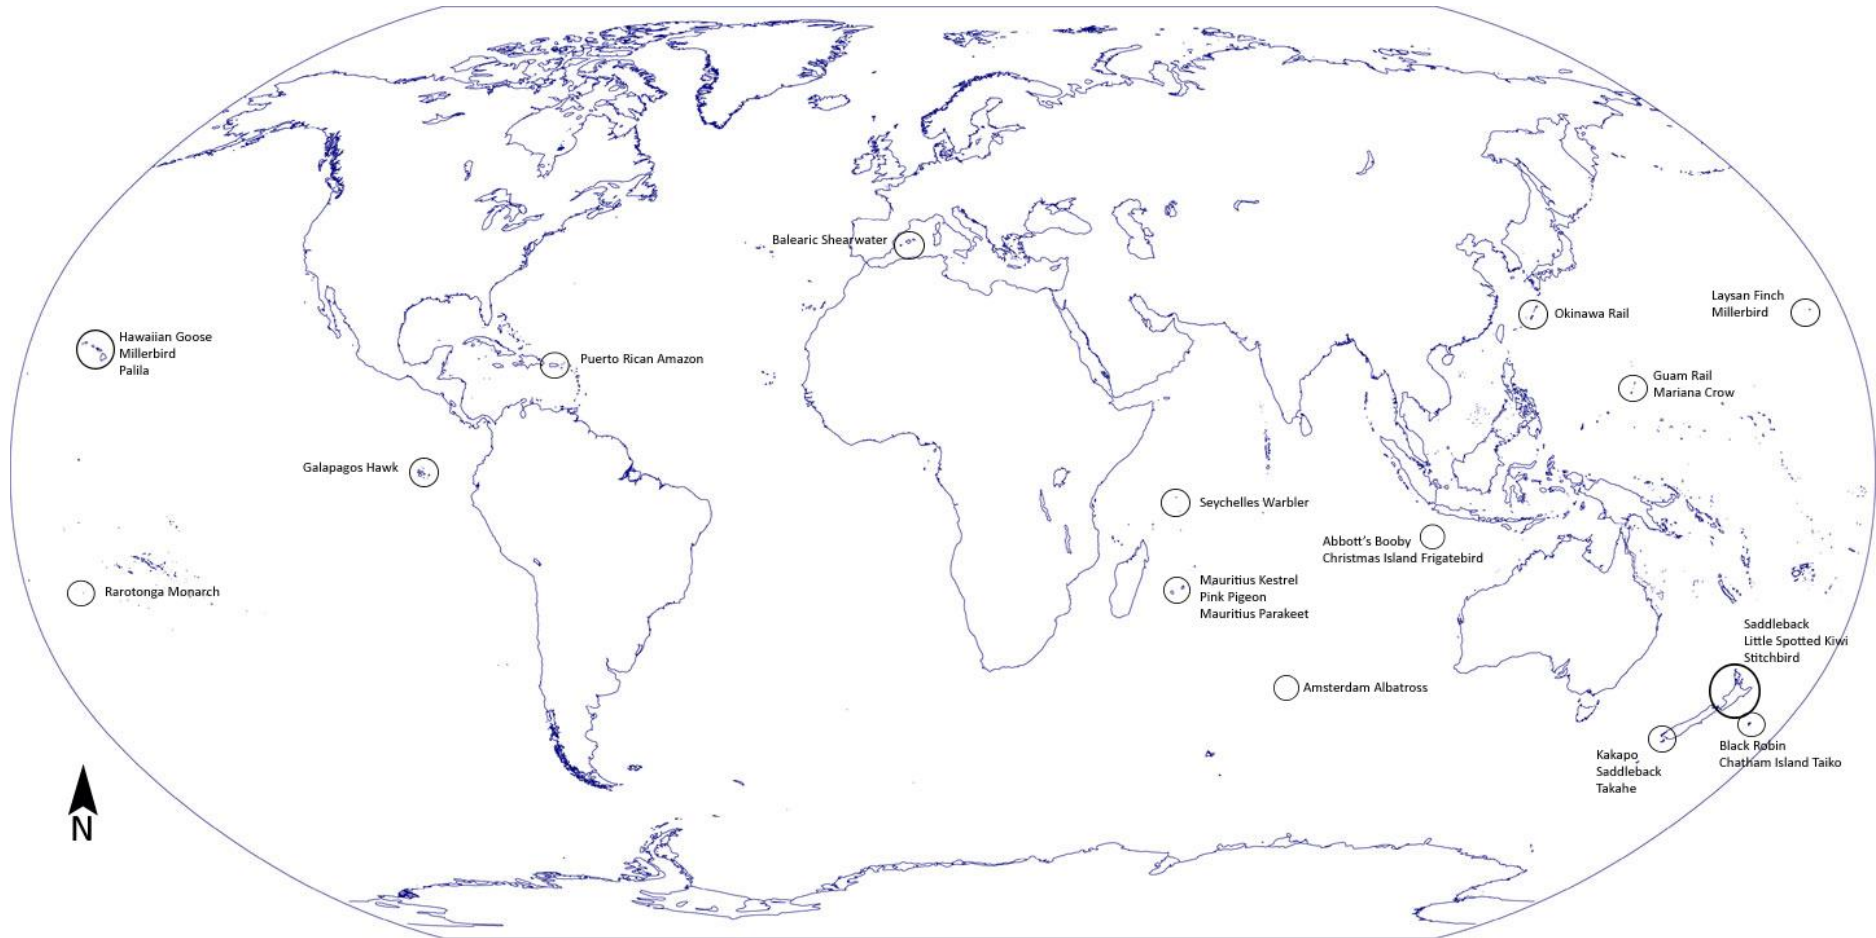 Balearic Shearwater
Laysan Finch
Millerbird
Okinawa Rail
Hawaiian Goose
Millerbird
Palila
Puerto Rican Amazon
Guam Rail
Mariana Crow
Galapagos Hawk
Seychelles Warbler
Abbott's Booby
Christmas Island Frigatebird
Rarotonga Monarch
Mauritius Kestrel
Pink Pigeon
Mauritius Parakeet
Saddleback
Little Spotted Kiwi
Stitchbird
Amsterdam Albatross
Black Robin
Chatham Island Taiko
Kakapo
Saddleback
Takahe
N